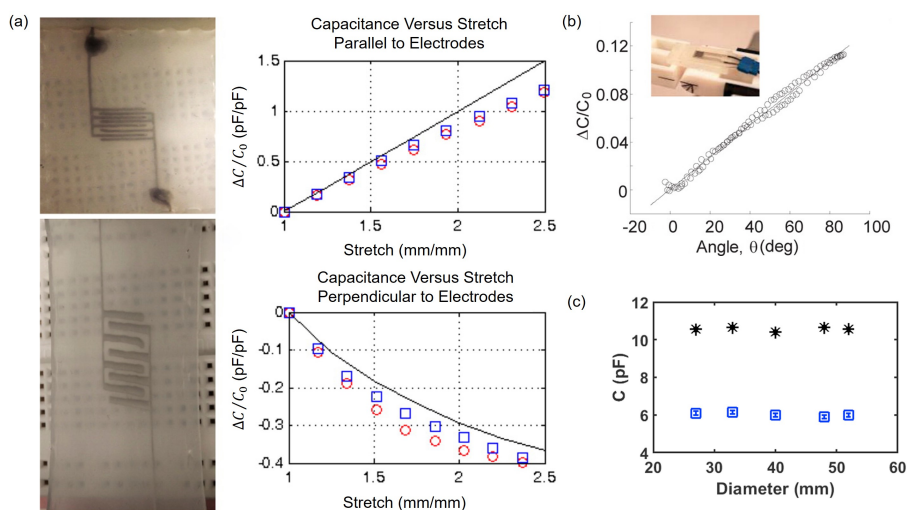 (a)
Capacitance Versus Stretch
Parallel to Electrodes
ΔC/C₀ (pF/pF)
1.5
1
0.5
0
1 1.5 2 2.5
Stretch (mm/mm)
Capacitance Versus Stretch
Perpendicular to Electrodes
ΔC/C₀ (pF/pF)
0
-0.1
-0.2
-0.3
-0.4
1 1.5 2 2.5
Stretch (mm/mm)
(b)
ΔC/C₀
0.12
0.08
0.04
0
-20 0 20 40 60 80 100
Angle, θ(deg)
(c)
C (pF)
12
10
8
6
4
20 30 40 50 60
Diameter (mm)